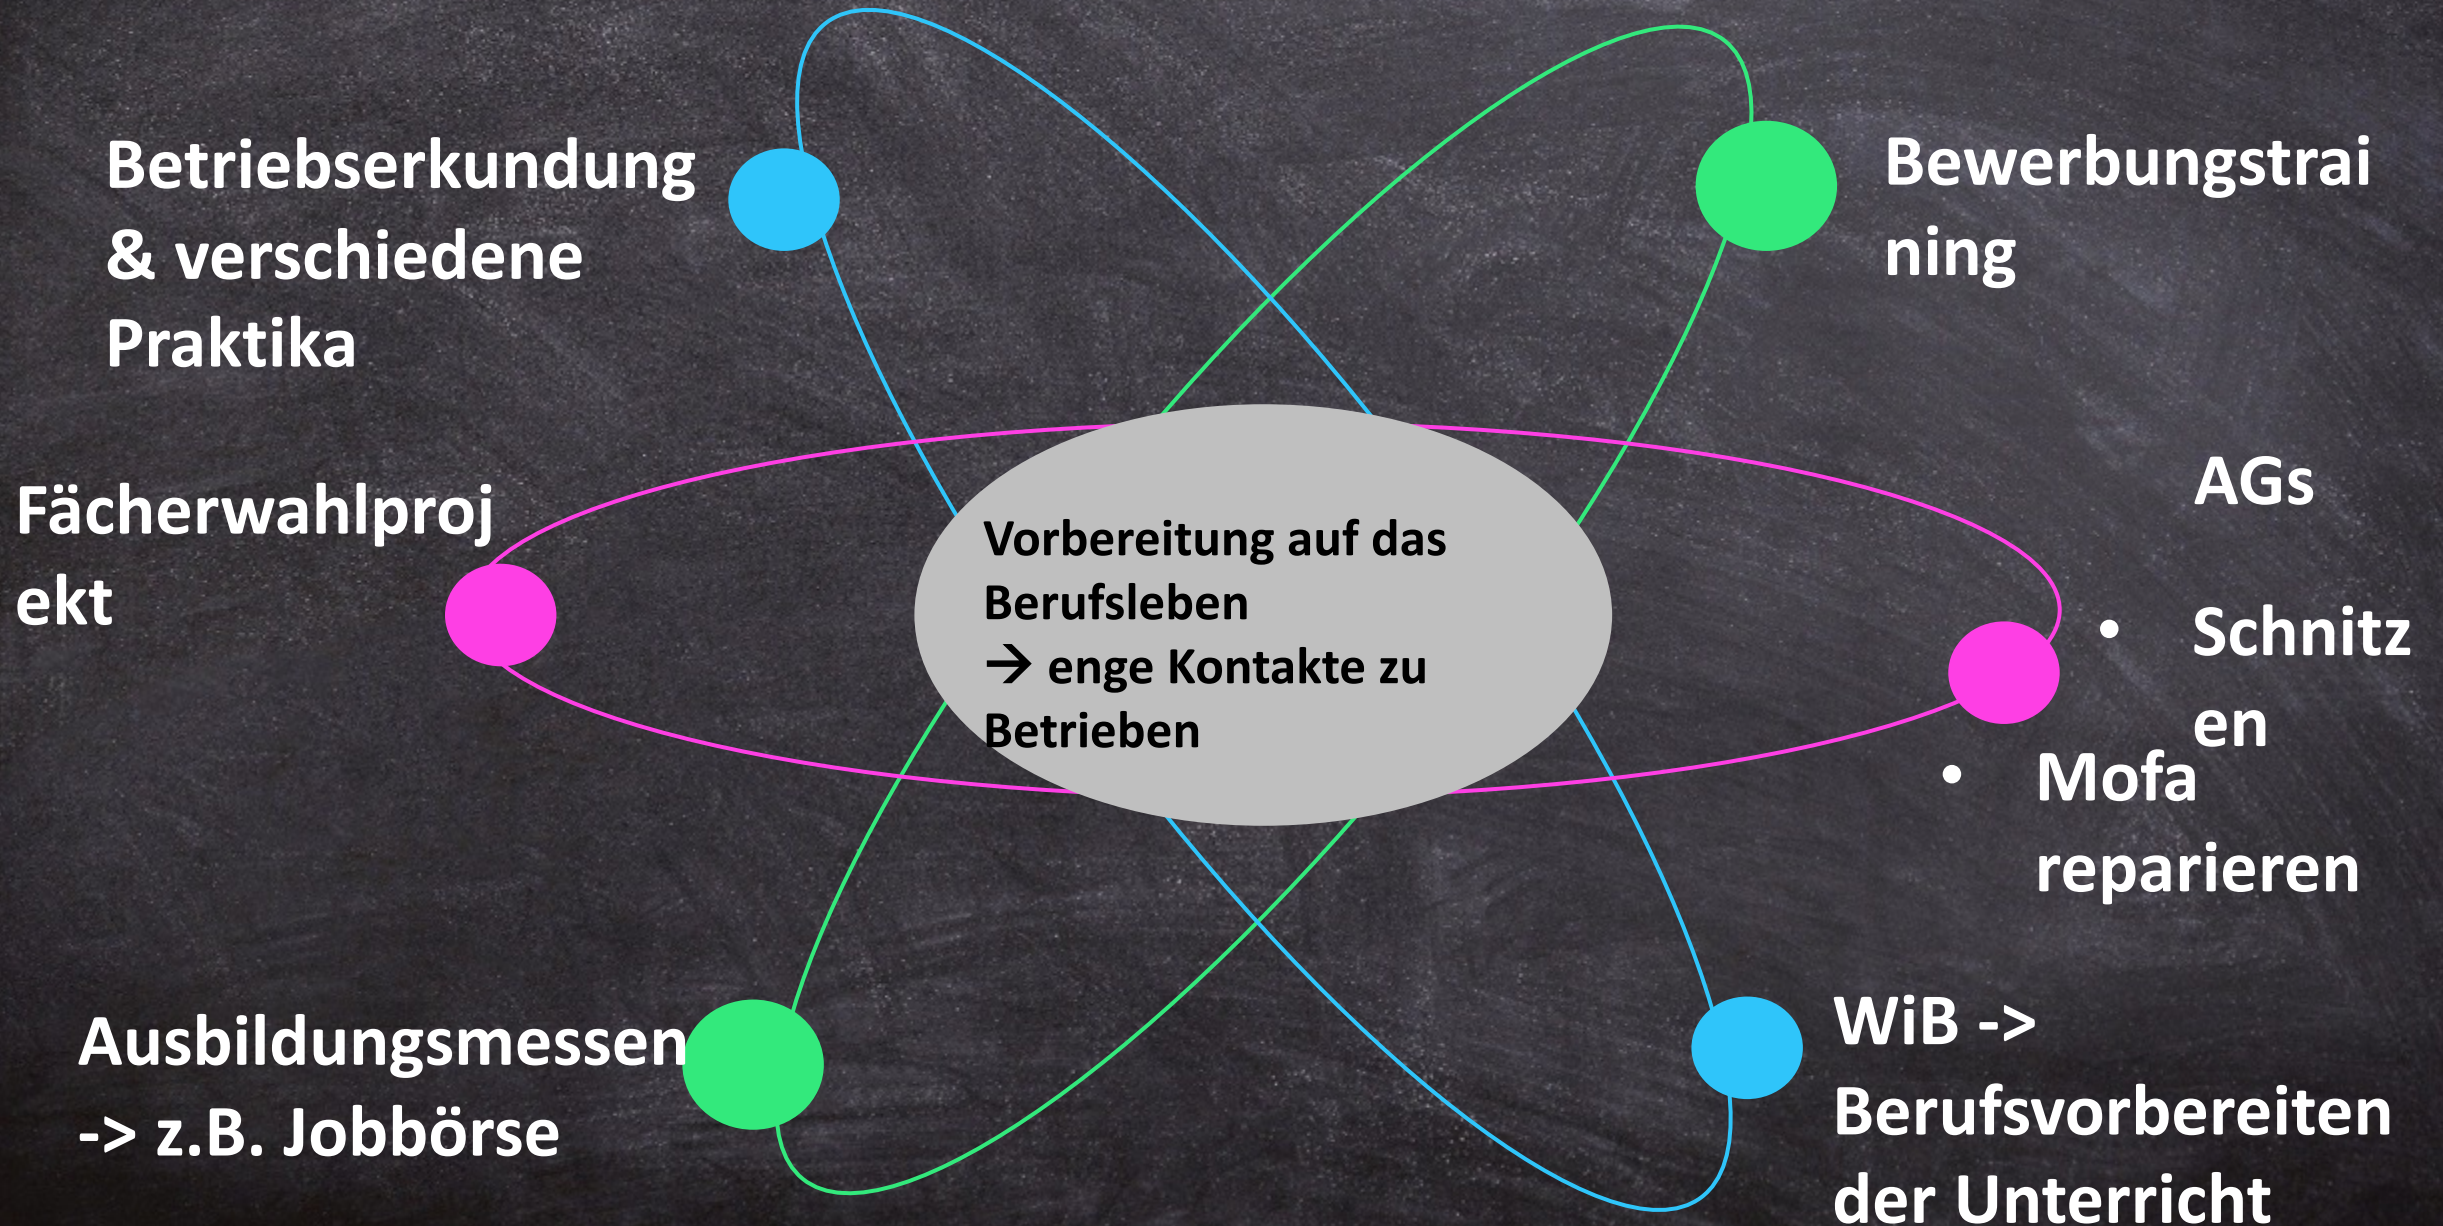 Betriebserkundung
& verschiedene
Praktika
Bewerbungstrai
ning
Fächerwahlproj
ekt
Vorbereitung auf das
Berufsleben
→ enge Kontakte zu
Betrieben
AGs
• Schnitz
en
• Mofa
reparieren
Ausbildungsmessen
-> z.B. Jobbörse
WiB ->
Berufsvorbereiten
der Unterricht